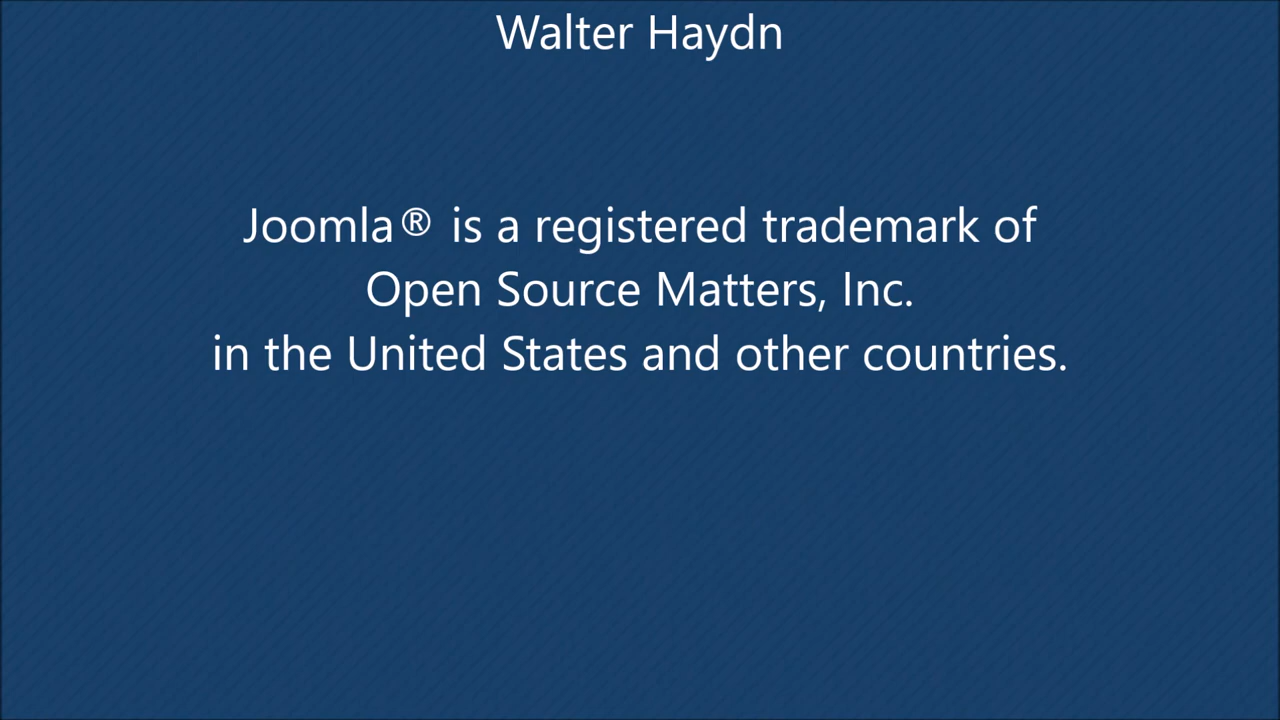 Walter Haydn
Joomla® is a registered trademark of
Open Source Matters, Inc.
in the United States and other countries.